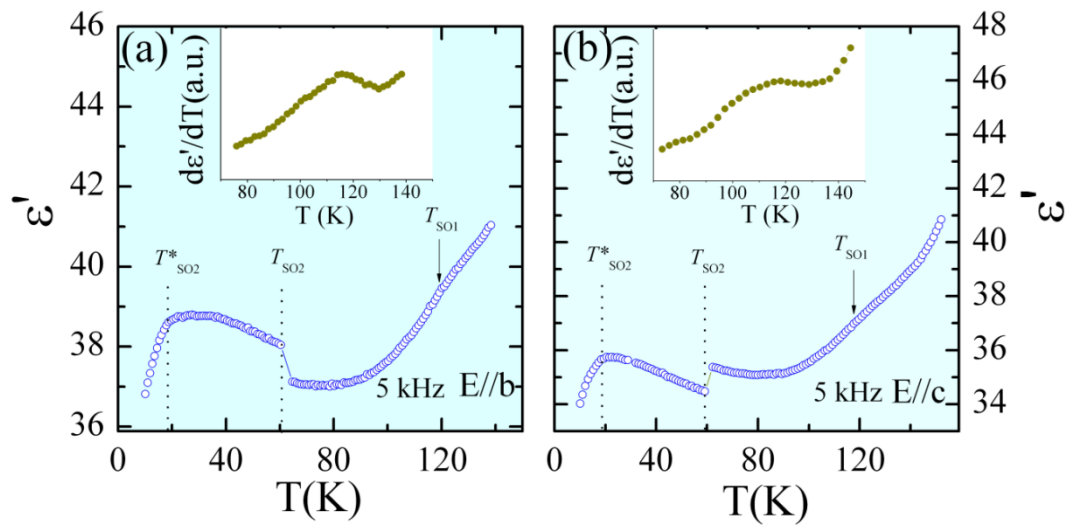 (a)
46
44
42
40
38
36
ε'
dε'/dT(a.u.)
80 100 120 140
T (K)
T*SO2
TSO2
TSO1
5 kHz E//b
0 40 80 120
T(K)
(b)
48
46
44
42
40
38
36
34
ε'
dε'/dT(a.u.)
80 100 120 140
T (K)
T*SO2
TSO2
TSO1
5 kHz E//c
0 40 80 120
T(K)